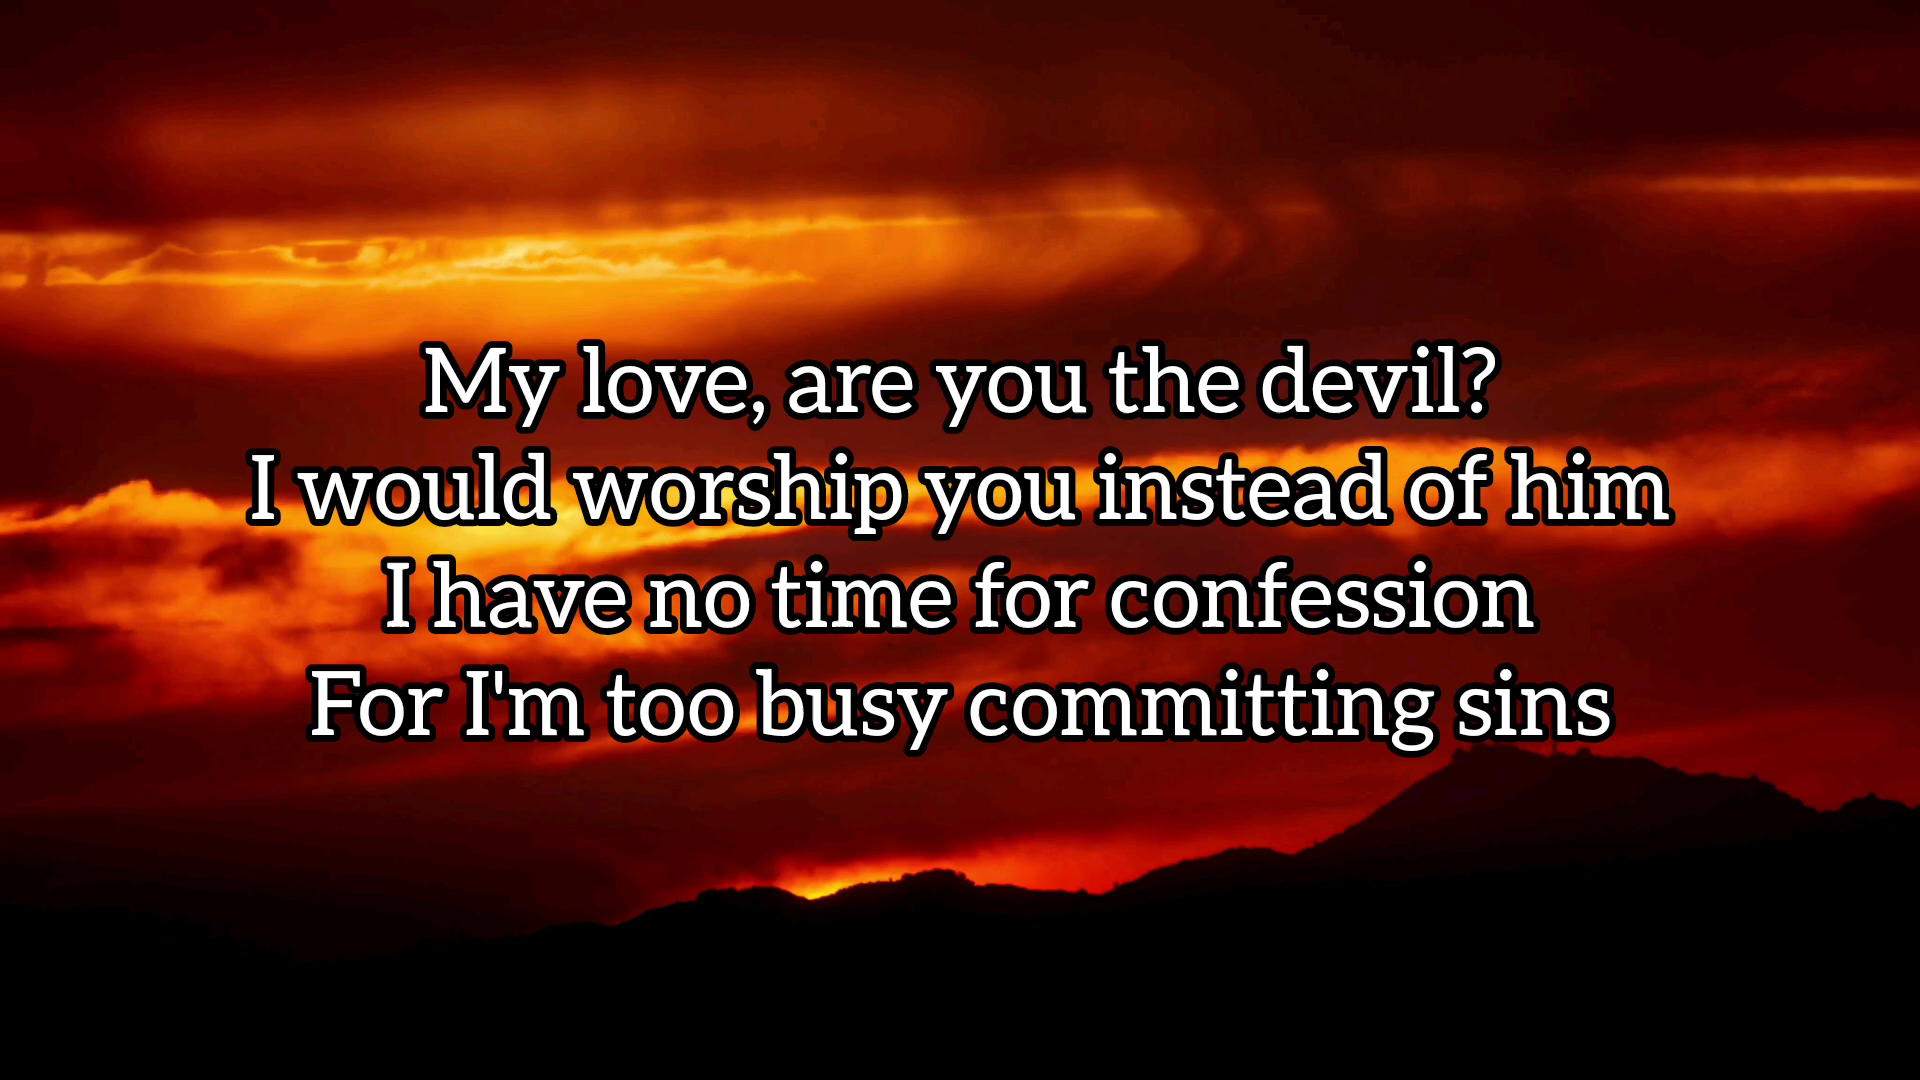 My love, are you the devil?
I would worship you instead of him
I have no time for confession
For I'm too busy committing sins